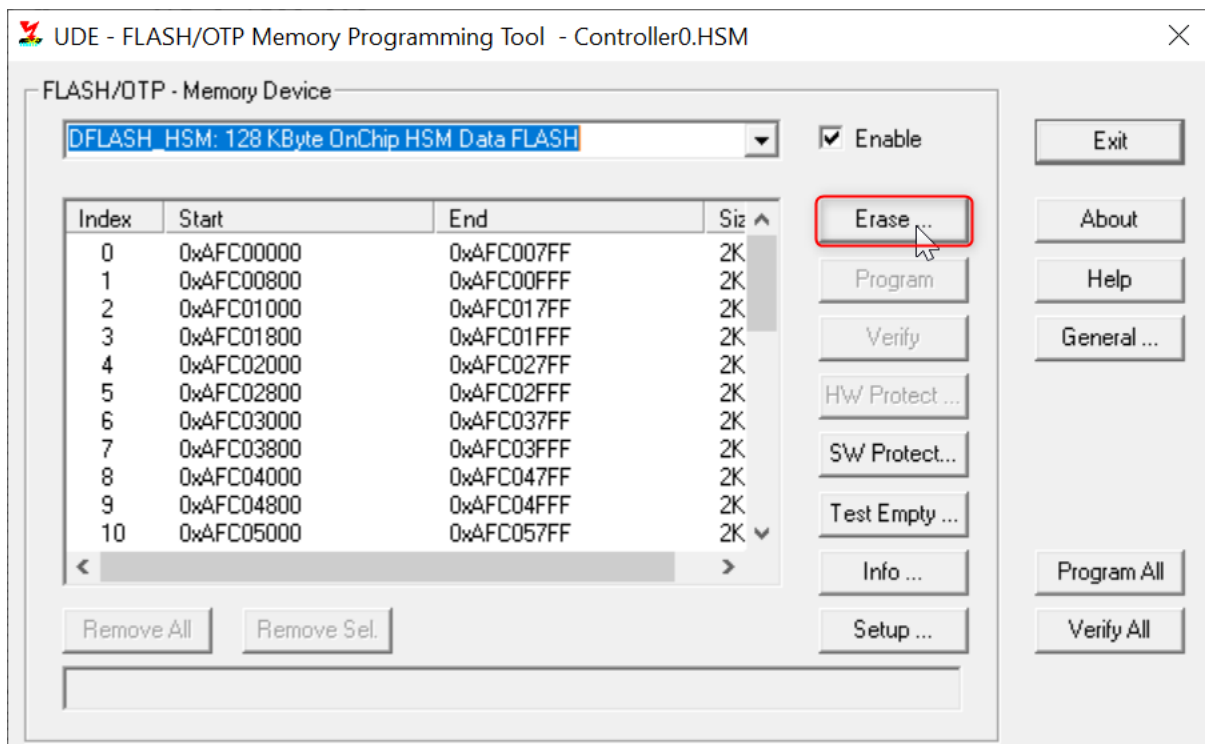 UDE - FLASH/OTP Memory Programming Tool - Controller0.HSM
FLASH/OTP - Memory Device
DFLASH_HSM: 128 KByte OnChip HSM Data FLASH
Enable
Exit
Index Start End Siz
0 0xAFC00000 0xAFC007FF 2K
1 0xAFC00800 0xAFC00FFF 2K
2 0xAFC01000 0xAFC017FF 2K
3 0xAFC01800 0xAFC01FFF 2K
4 0xAFC02000 0xAFC027FF 2K
5 0xAFC02800 0xAFC02FFF 2K
6 0xAFC03000 0xAFC037FF 2K
7 0xAFC03800 0xAFC03FFF 2K
8 0xAFC04000 0xAFC047FF 2K
9 0xAFC04800 0xAFC04FFF 2K
10 0xAFC05000 0xAFC057FF 2K
Erase ...
Program
Verify
HW Protect ...
SW Protect...
Test Empty ...
Info ...
Setup ...
About
Help
General ...
Program All
Verify All
Remove All
Remove Sel.